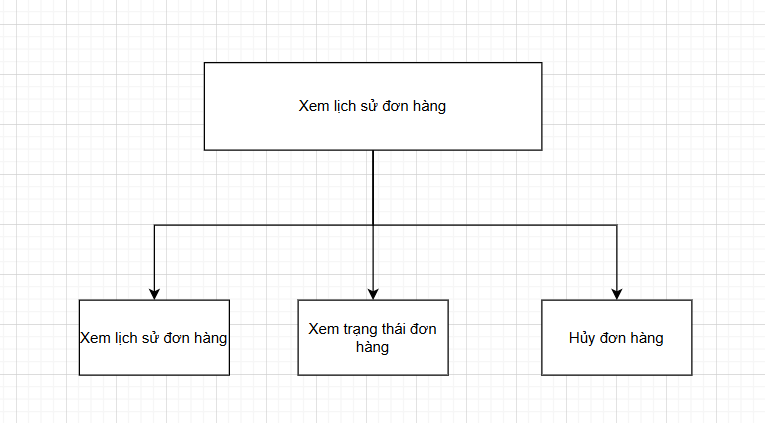 Xem lịch sử đơn hàng
Xem lịch sử đơn hàng
Xem trạng thái đơn
hàng
Hủy đơn hàng